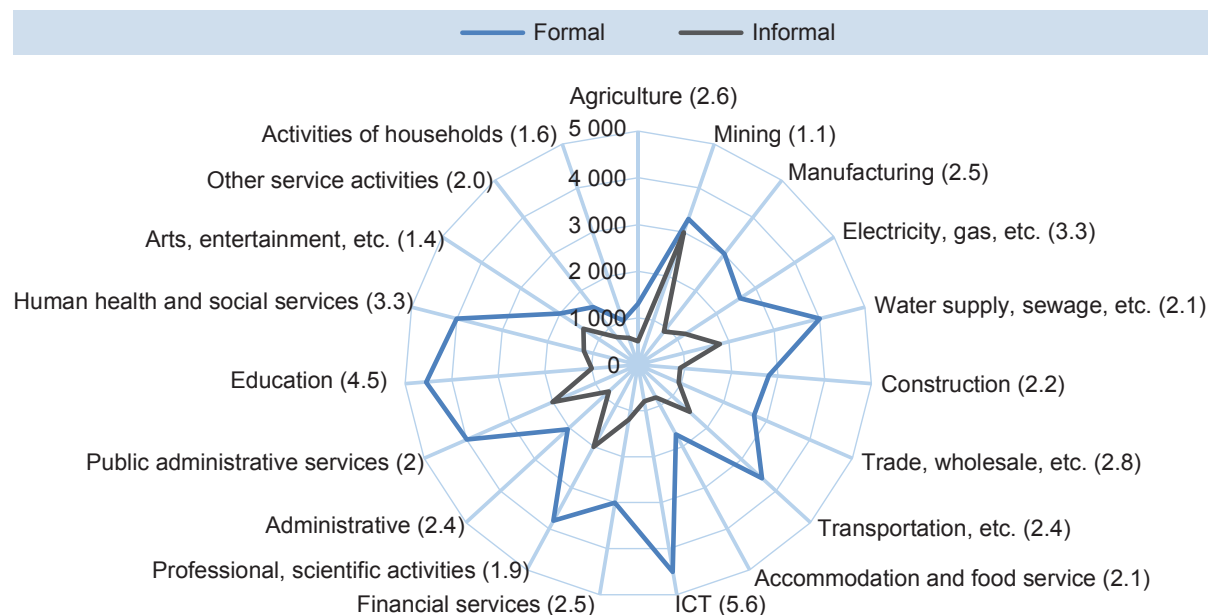 Formal
Informal
Agriculture (2.6)
Activities of households (1.6)
5 000
Mining (1.1)
Other service activities (2.0)
4 000
Manufacturing (2.5)
Arts, entertainment, etc. (1.4)
3 000
Electricity, gas, etc. (3.3)
2 000
Human health and social services (3.3)
1 000
Water supply, sewage, etc. (2.1)
0
Education (4.5)
Construction (2.2)
Public administrative services (2)
Trade, wholesale, etc. (2.8)
Administrative (2.4)
Transportation, etc. (2.4)
Professional, scientific activities (1.9)
Accommodation and food service (2.1)
Financial services (2.5)
ICT (5.6)